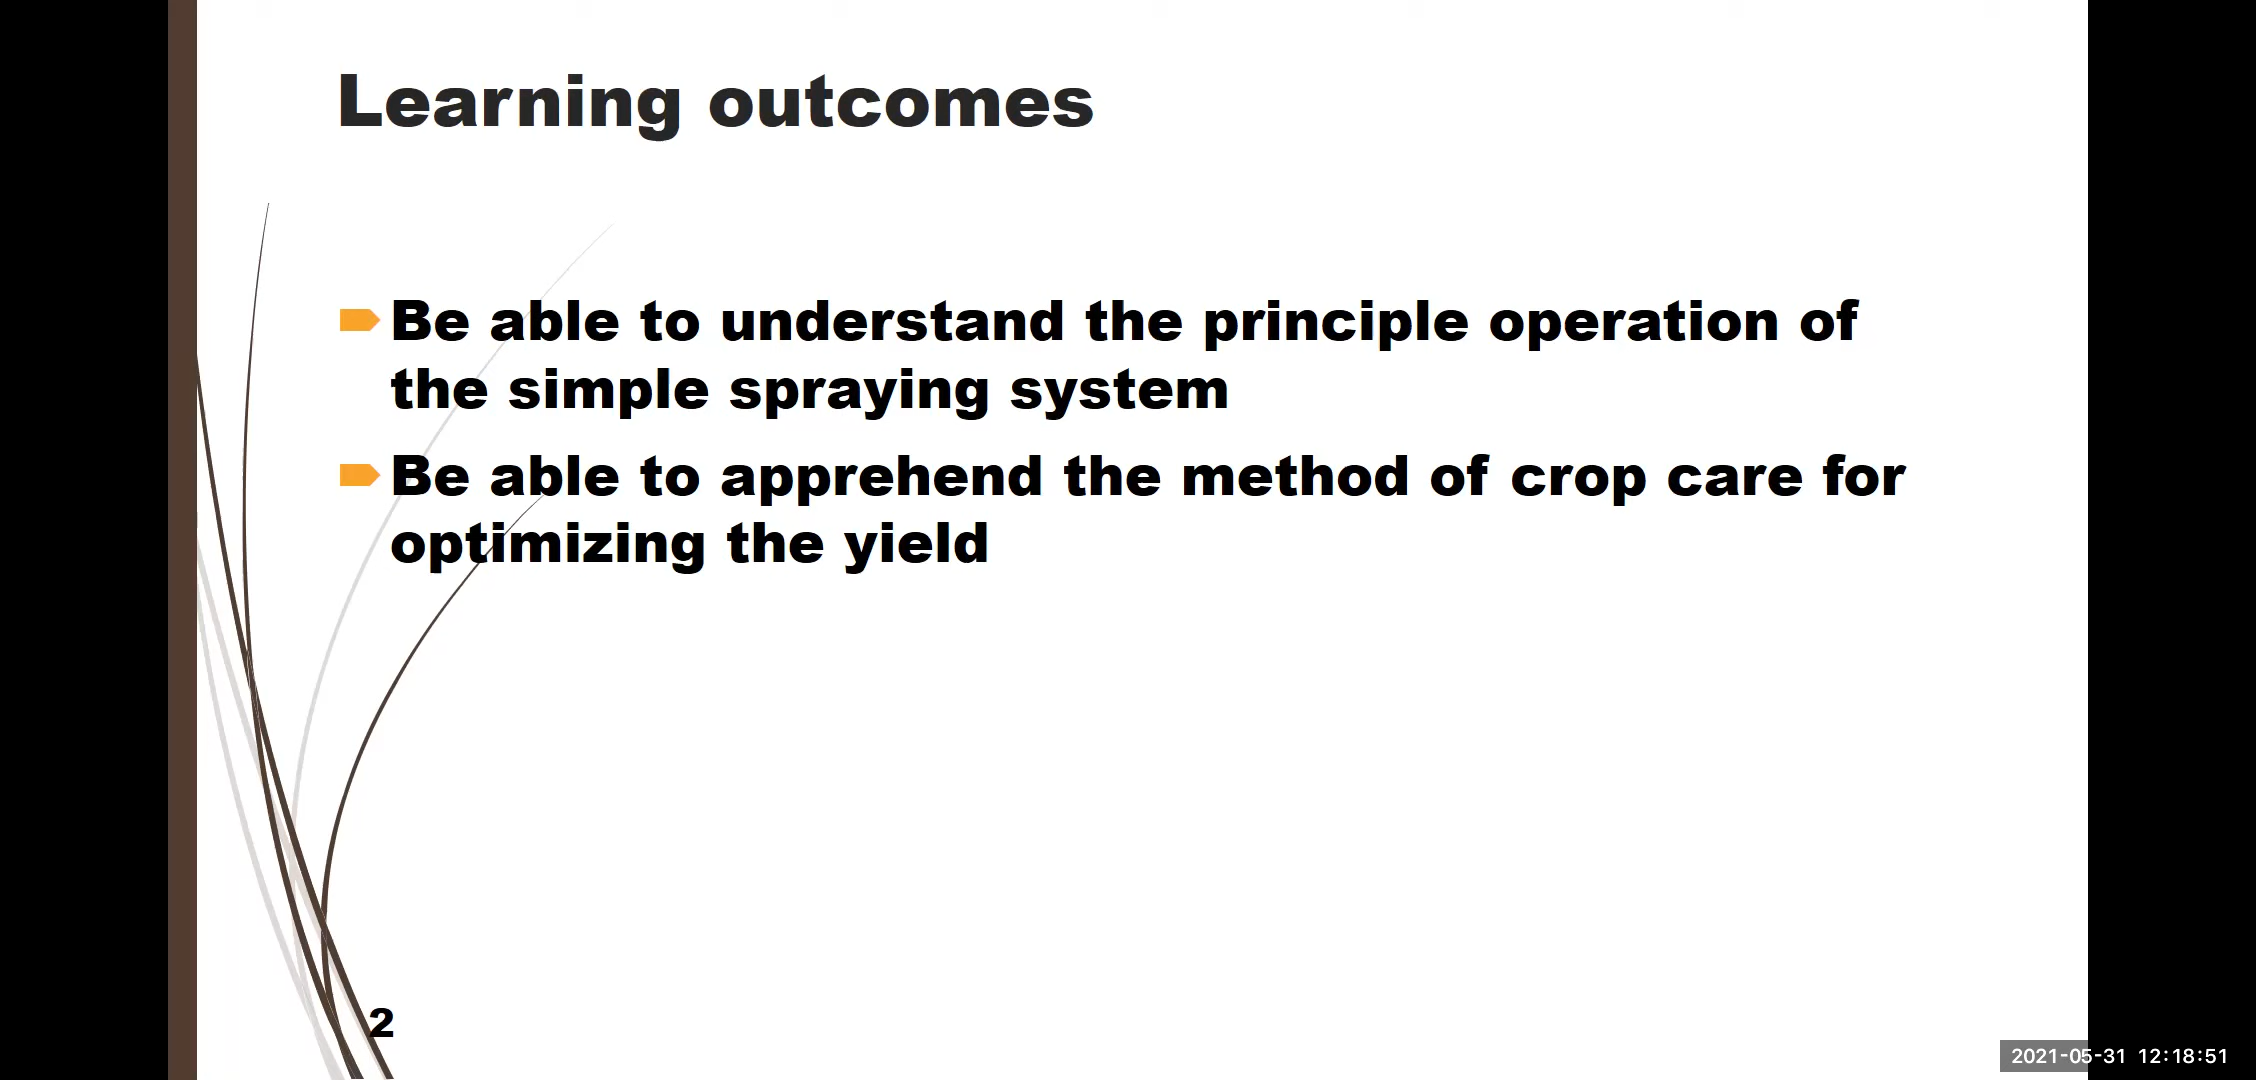 Learning outcomes
Be able to understand the principle operation of
the simple spraying system
Be able to apprehend the method of crop care for
optimizing the yield
2
2021-05-31 12:18:51